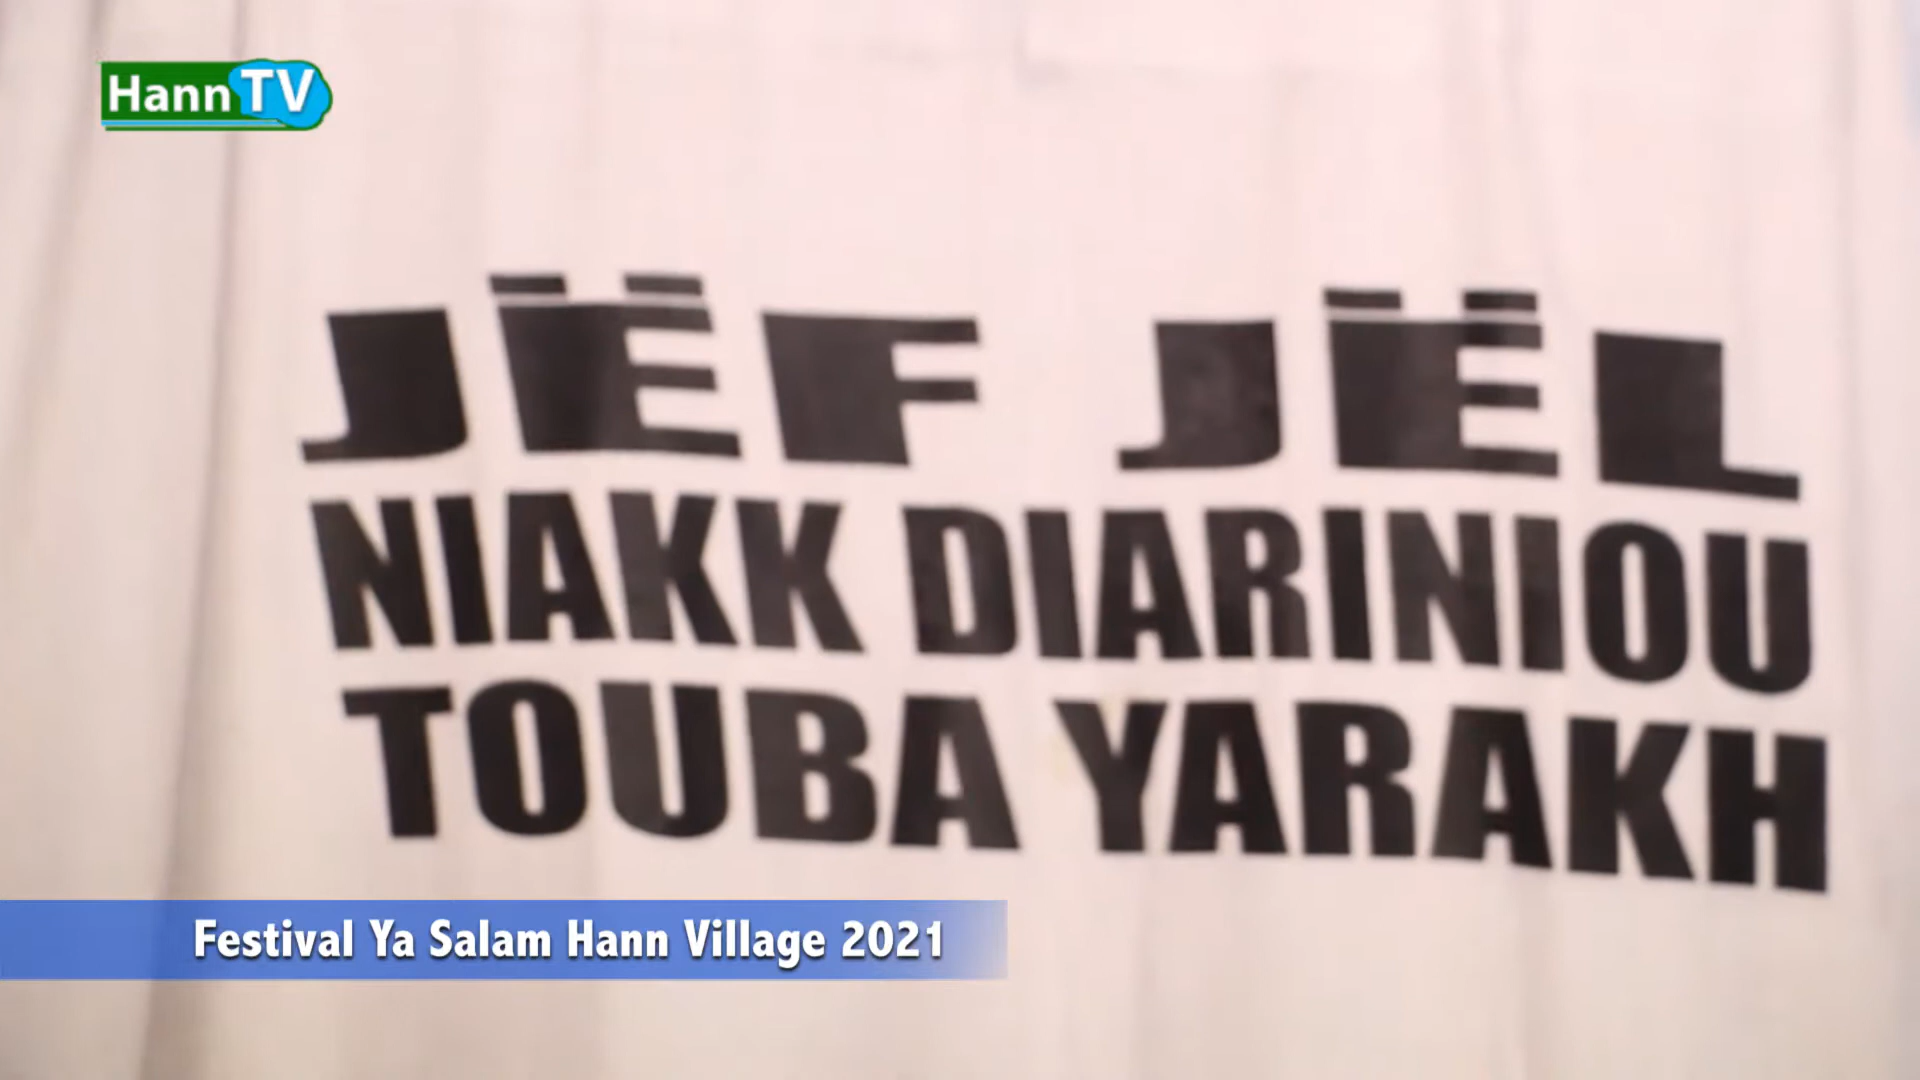 HannTV
JËF JËL
NIAKK DIARINIOU
TOUBA YARAKH
Festival Ya Salam Hann Village 2021